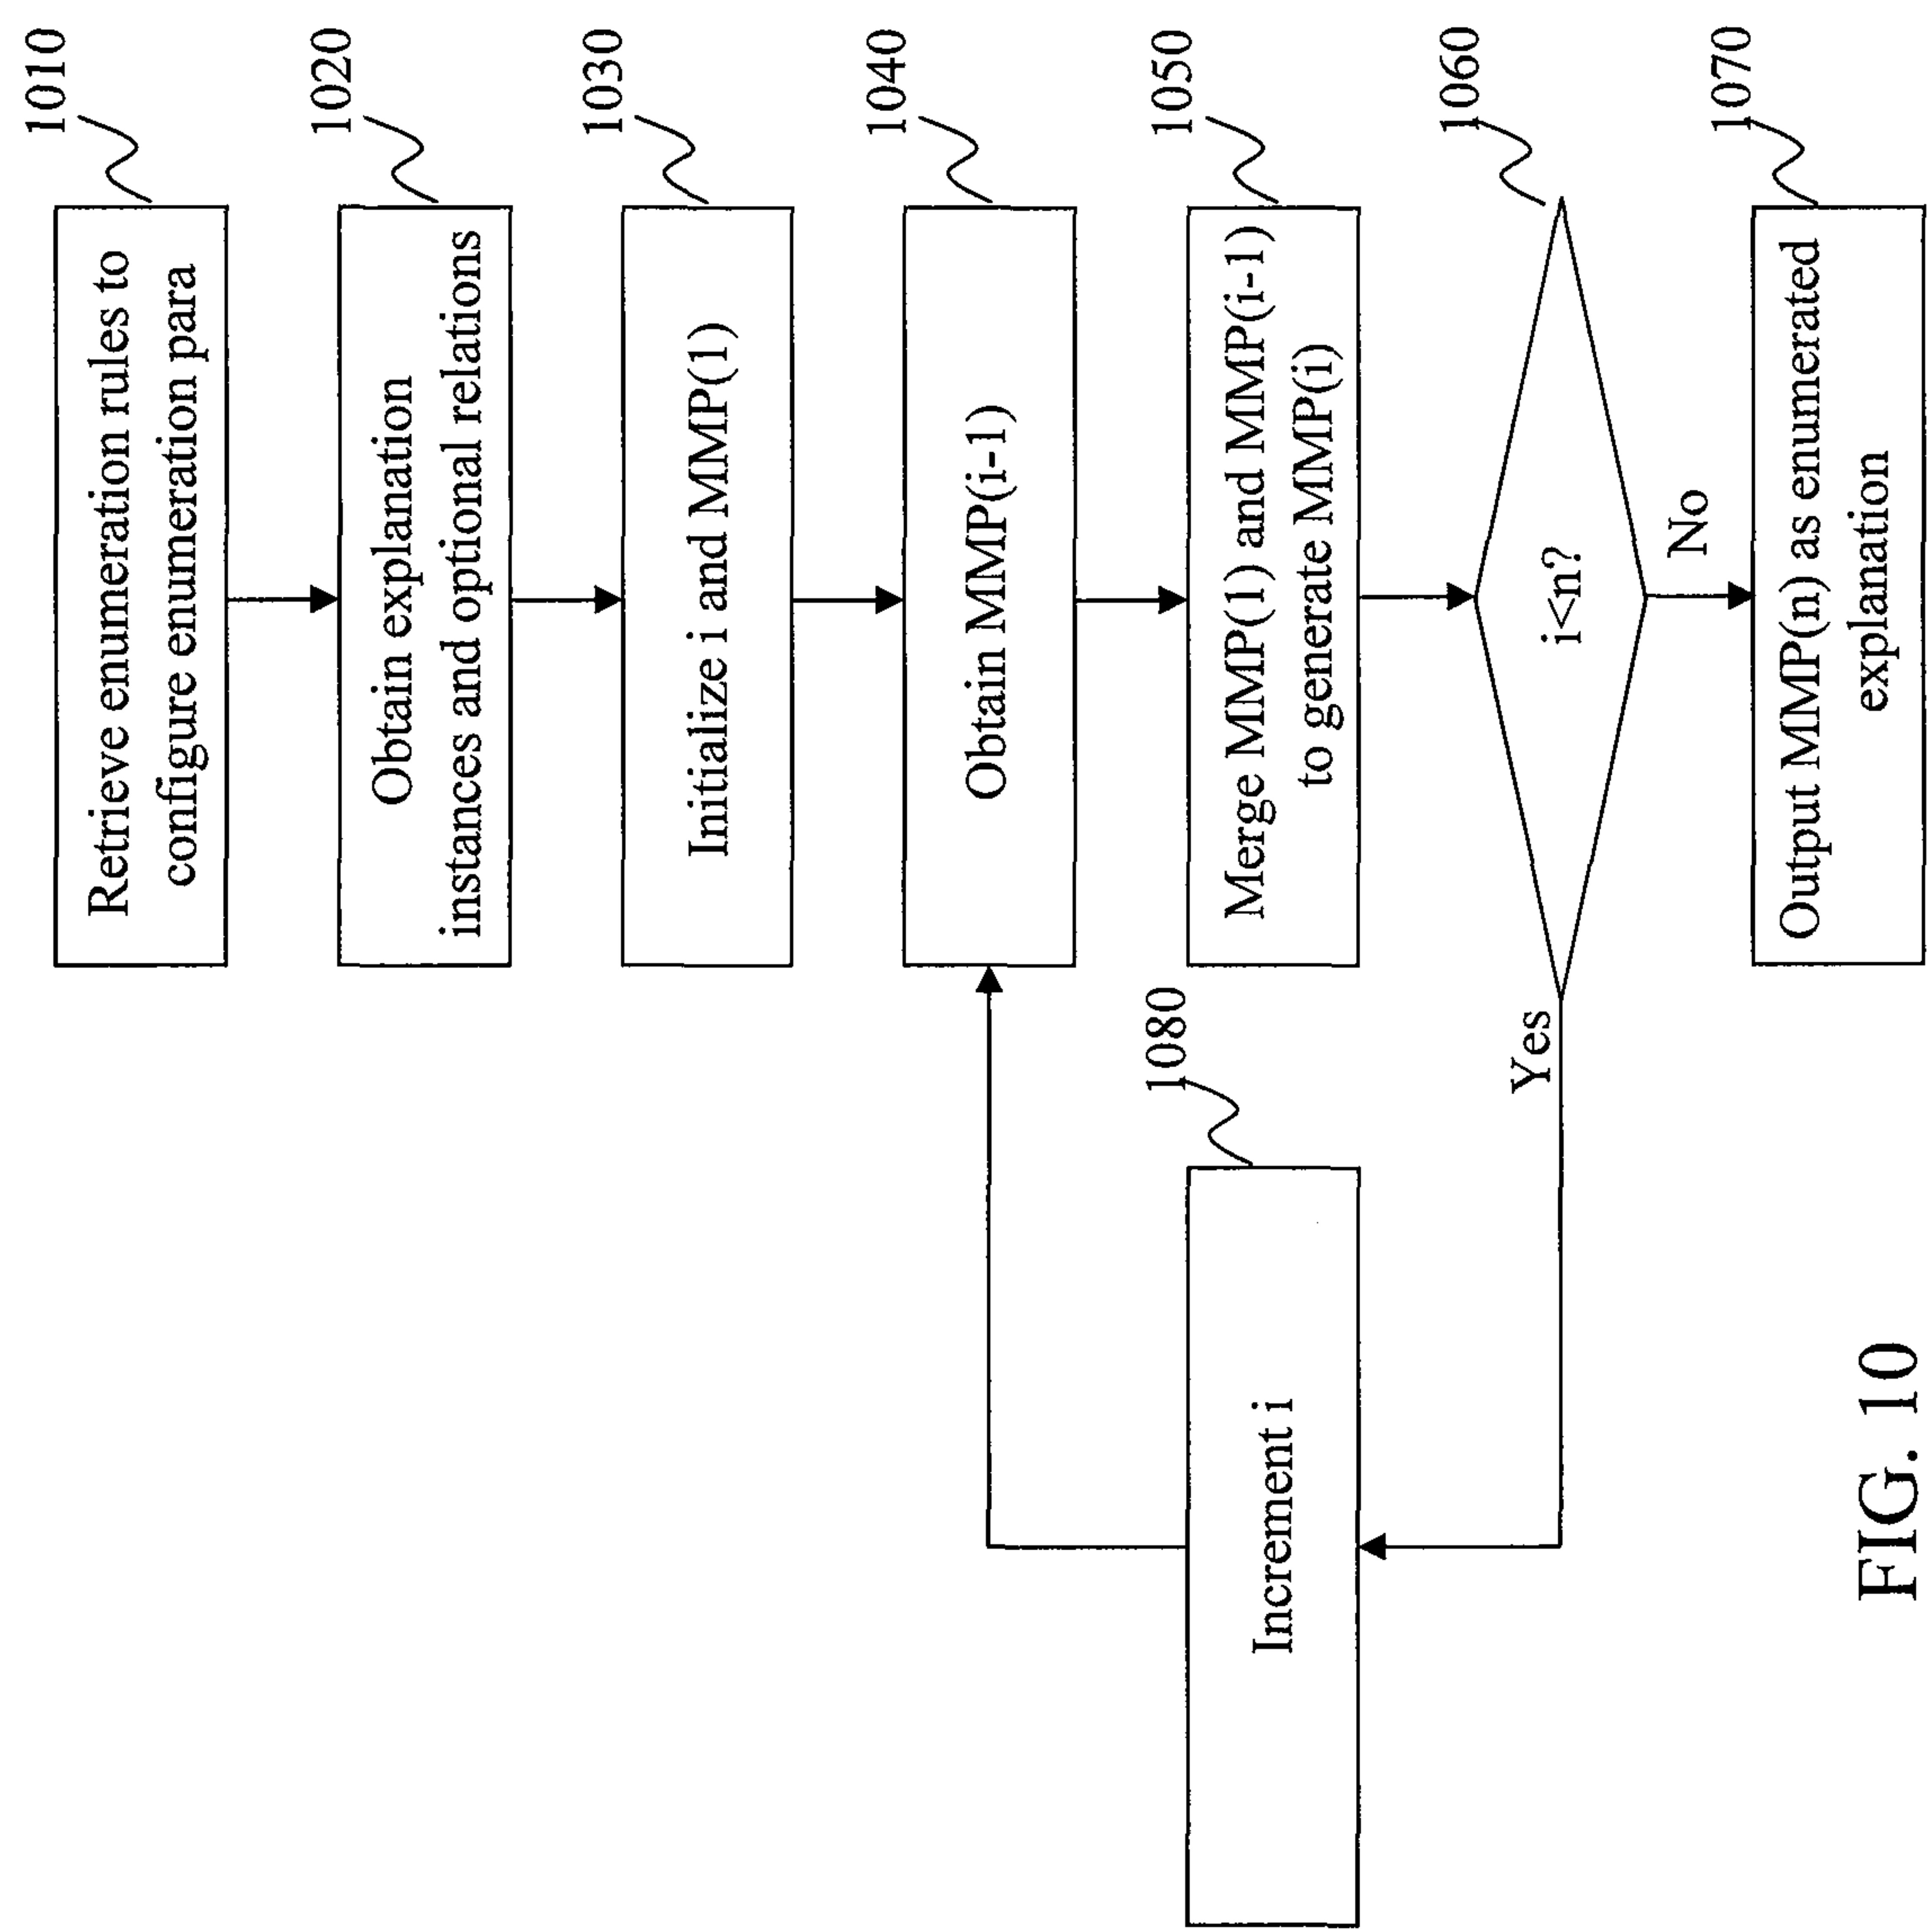 1010
Retrieve enumeration rules to
configure enumeration para
1020
Obtain explanation
instances and optional relations
1030
Initialize i and MMP(1)
1040
Obtain MMP(i-1)
1050
Merge MMP(1) and MMP(i-1)
to generate MMP(i)
1060
i<n?
Yes
No
1070
Output MMP(n) as enumerated
explanation
1080
Increment i
FIG. 10